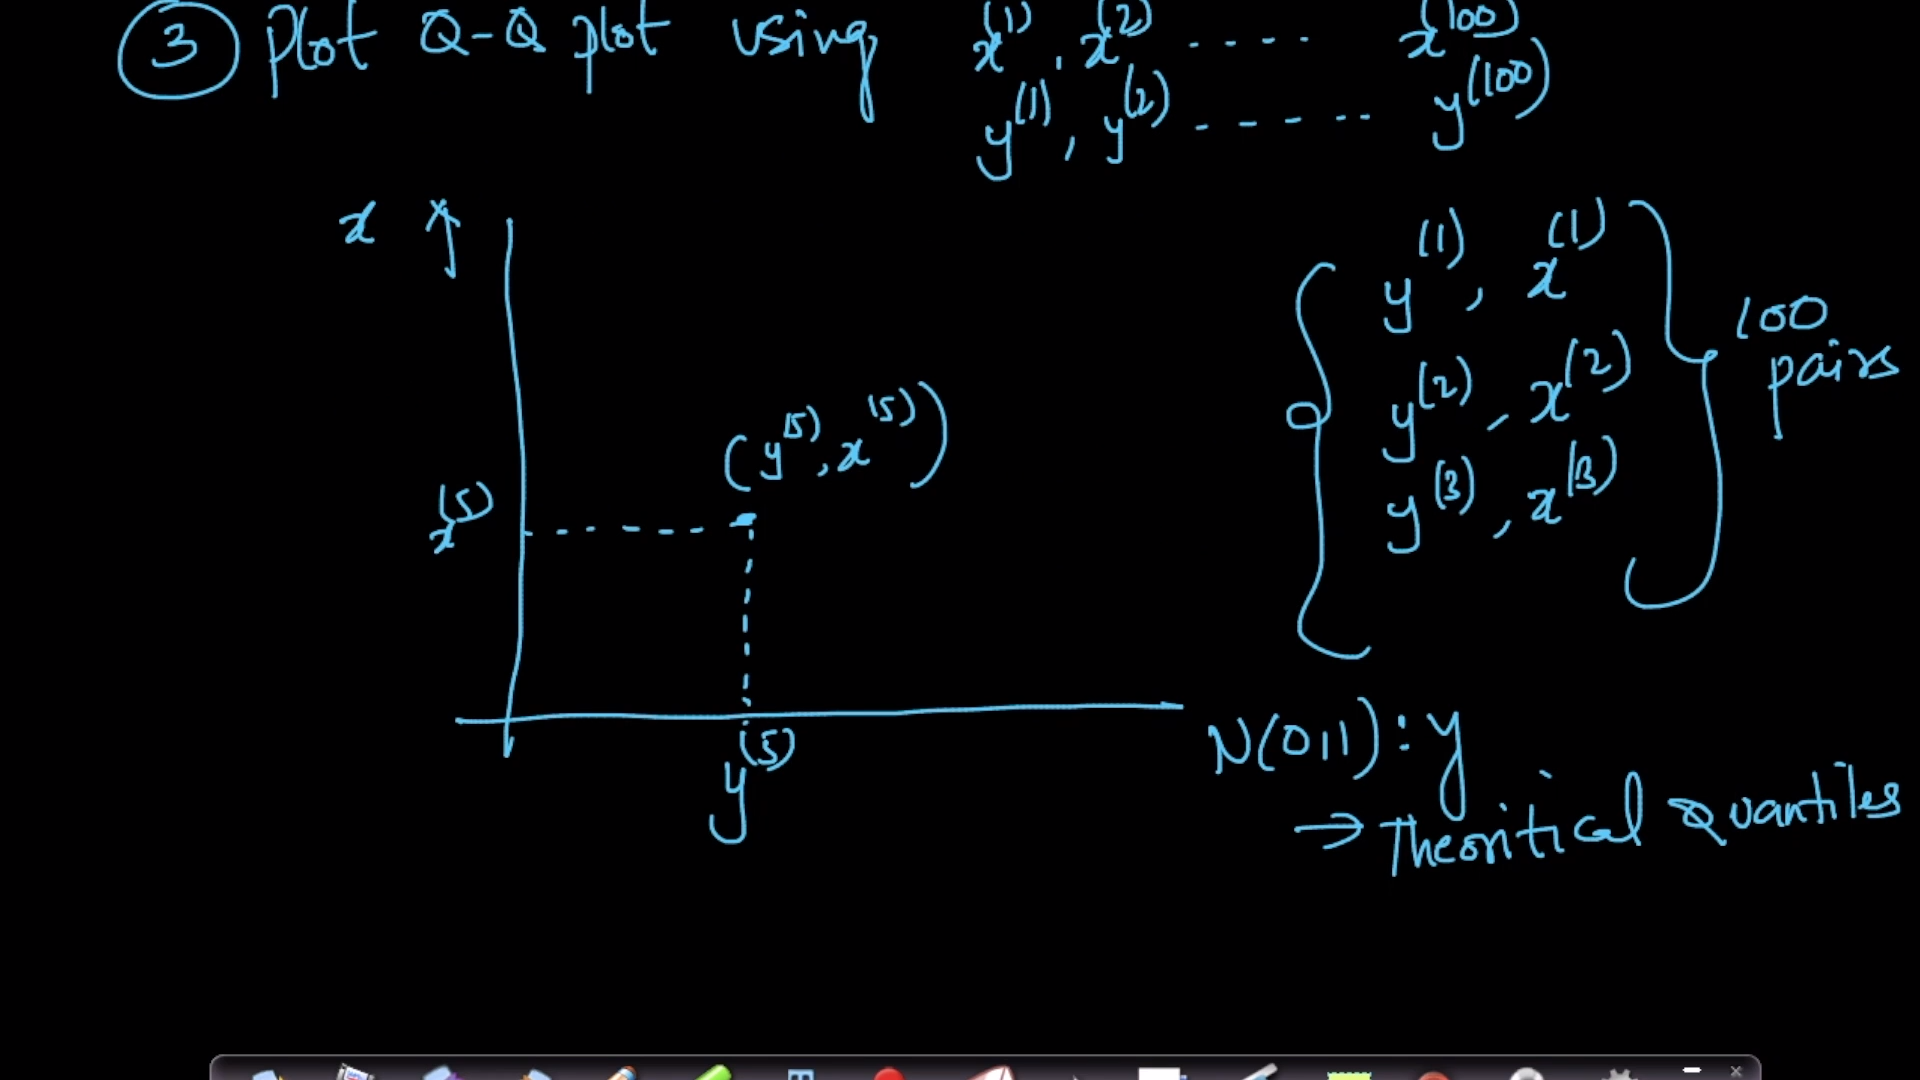 3 Plot Q-Q plot using x^(1), x^(2) ---- x^(100)
y^(1), y^(2) ----- y^(100)
x
y^(1), x^(1)
100
pairs
y^(2), x^(2)
(y^(5), x^(5))
y^(3), x^(3)
x^(5)
N(0,1) : y
y^(5)
→ Theoritical Quantiles